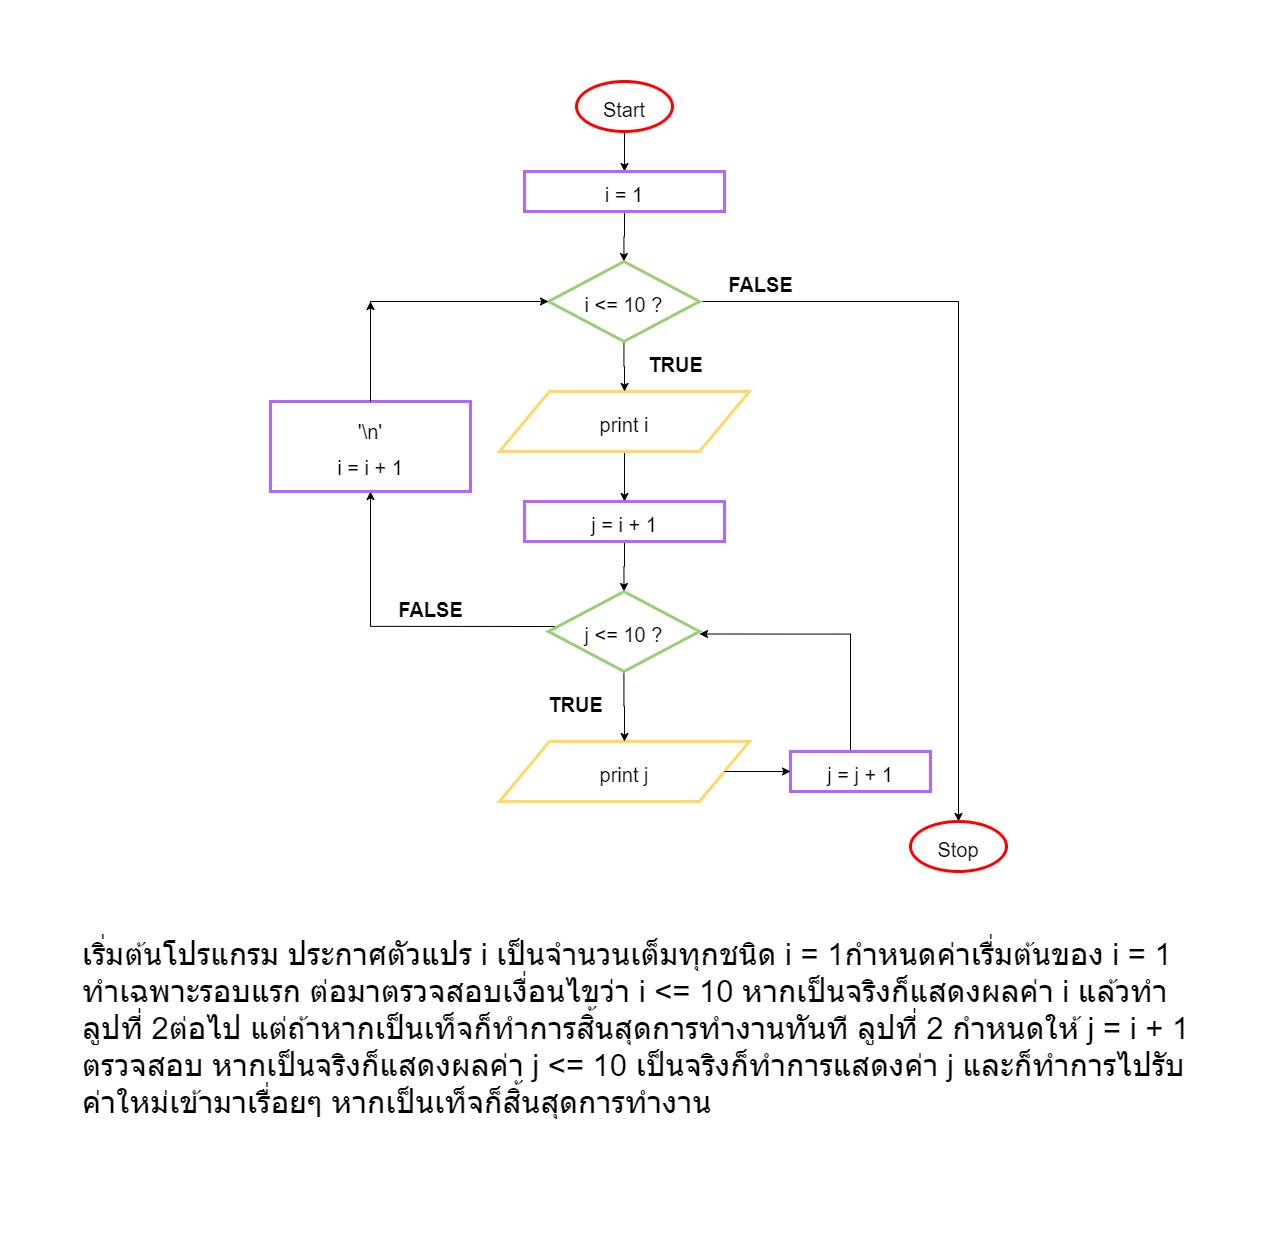 Start
i = 1
i <= 10 ?
FALSE
TRUE
print i
'\n'
i = i + 1
j = i + 1
FALSE
j <= 10 ?
TRUE
print j
j = j + 1
Stop
เริ่มต้นโปรแกรม ประกาศตัวแปร i เป็นจำนวนเต็มทุกชนิด i = 1กำหนดค่าเรื่มต้นของ i = 1
ทำเฉพาะรอบแรก ต่อมาตรวจสอบเงื่อนไขว่า i <= 10 หากเป็นจริงก็แสดงผลค่า i แล้วทำ
ลูปที่ 2ต่อไป แต่ถ้าหากเป็นเท็จก็ทำการสิ้นสุดการทำงานทันที ลูปที่ 2 กำหนดให้ j = i + 1
ตรวจสอบ หากเป็นจริงก็แสดงผลค่า j <= 10 เป็นจริงก็ทำการแสดงค่า j และก็ทำการไปรับ
ค่าใหม่เข้ามาเรื่อยๆ หากเป็นเท็จก็สิ้นสุดการทำงาน